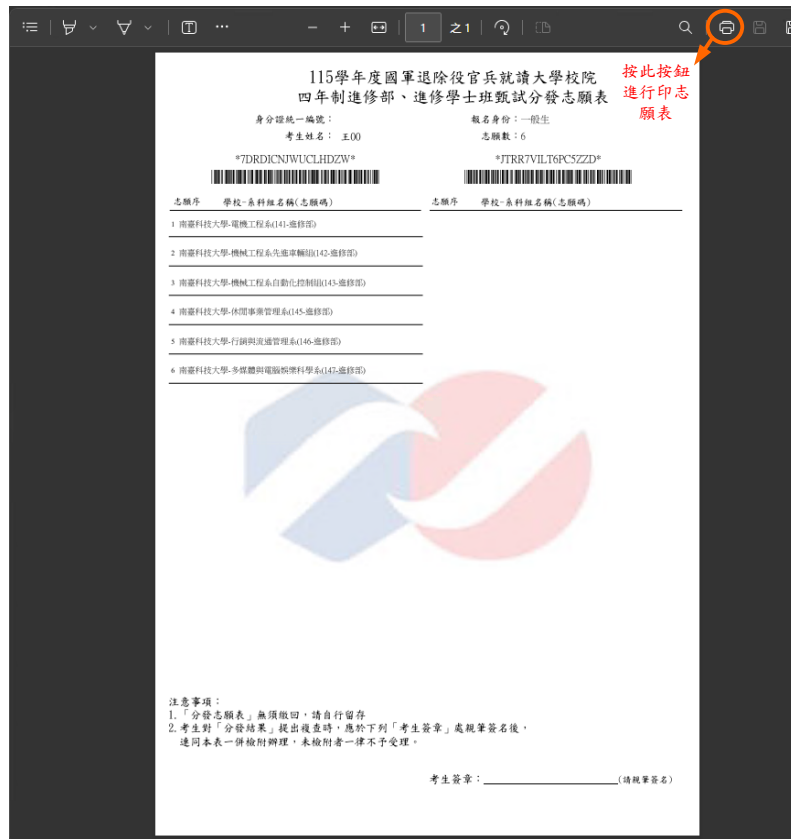 1 之1
按此按鈕
進行印志
願表
115學年度國軍退除役官兵就讀大學校院
四年制進修部、進修學士班甄試分發志願表
身分證統一編號： 報名身份：一般生
考生姓名： 王00 志願數：6
*7DRDICNJWUCLHDZW* *JTRR7VILT6PC5ZZD*
志願序 學校-系科組名稱(志願碼) 志願序 學校-系科組名稱(志願碼)
1 南臺科技大學-電機工程系(141-進修部)
2 南臺科技大學-機械工程系先進車輛組(142-進修部)
3 南臺科技大學-機械工程系自動化控制組(143-進修部)
4 南臺科技大學-休閒事業管理系(145-進修部)
5 南臺科技大學-行銷與流通管理系(146-進修部)
6 南臺科技大學-多媒體與電腦娛樂科學系(147-進修部)
注意事項：
1.「分發志願表」無須繳回，請自行留存
2.考生對「分發結果」提出複查時，應於下列「考生簽章」處親筆簽名後，
連同本表一併檢附辦理，未檢附者一律不予受理。
考生簽章：(請親筆簽名)